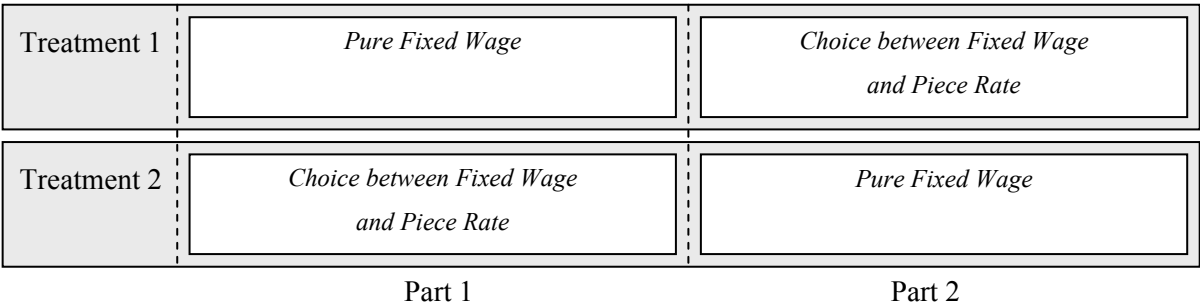 Treatment 1
Pure Fixed Wage
Choice between Fixed Wage
and Piece Rate
Treatment 2
Choice between Fixed Wage
and Piece Rate
Pure Fixed Wage
Part 1
Part 2